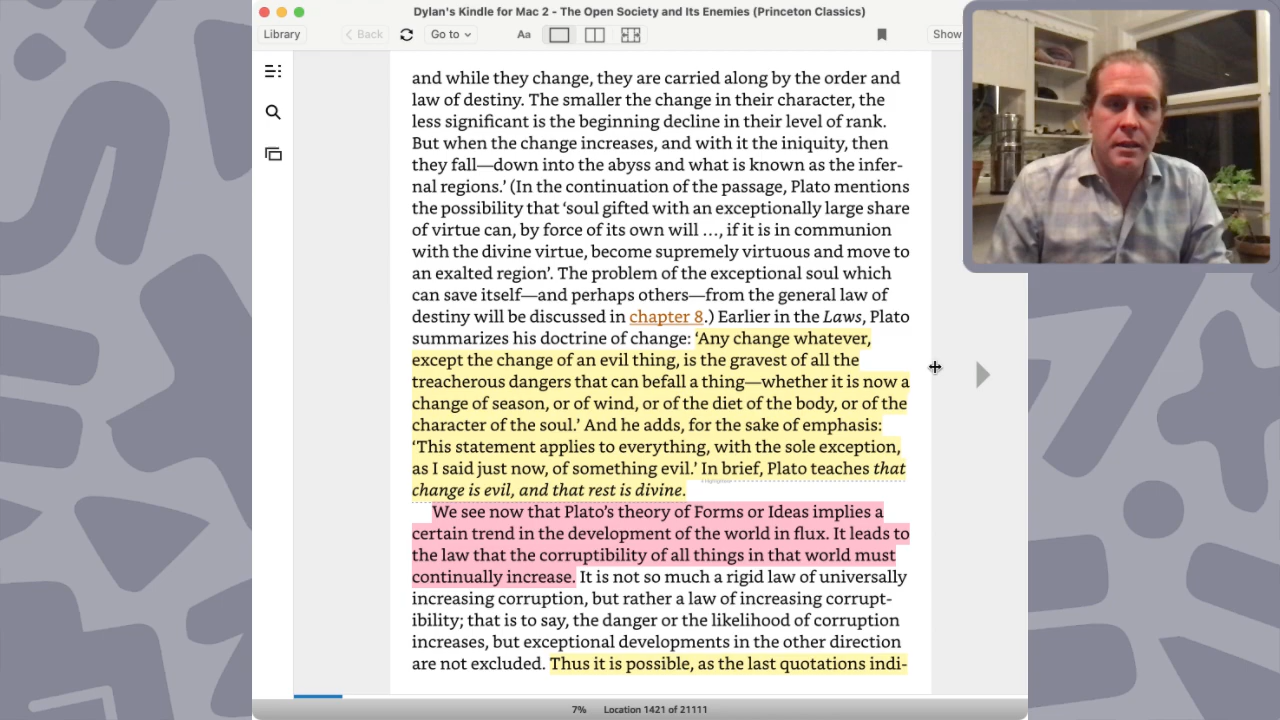 Dylan's Kindle for Mac 2 - The Open Society and Its Enemies (Princeton Classics)
Library
Back
Go to
Aa
Show
and while they change, they are carried along by the order and
law of destiny. The smaller the change in their character, the
less significant is the beginning decline in their level of rank.
But when the change increases, and with it the iniquity, then
they fall—down into the abyss and what is known as the infer-
nal regions.’ (In the continuation of the passage, Plato mentions
the possibility that ‘soul gifted with an exceptionally large share
of virtue can, by force of its own will …, if it is in communion
with the divine virtue, become supremely virtuous and move to
an exalted region’. The problem of the exceptional soul which
can save itself—and perhaps others—from the general law of
destiny will be discussed in chapter 8.) Earlier in the Laws, Plato
summarizes his doctrine of change: ‘Any change whatever,
except the change of an evil thing, is the gravest of all the
treacherous dangers that can befall a thing—whether it is now a
change of season, or of wind, or of the diet of the body, or of the
character of the soul.’ And he adds, for the sake of emphasis:
‘This statement applies to everything, with the sole exception,
as I said just now, of something evil.’ In brief, Plato teaches that
change is evil, and that rest is divine.
We see now that Plato’s theory of Forms or Ideas implies a
certain trend in the development of the world in flux. It leads to
the law that the corruptibility of all things in that world must
continually increase. It is not so much a rigid law of universally
increasing corruption, but rather a law of increasing corrupt-
ibility; that is to say, the danger or the likelihood of corruption
increases, but exceptional developments in the other direction
are not excluded. Thus it is possible, as the last quotations indi-
7%
Location 1421 of 21111